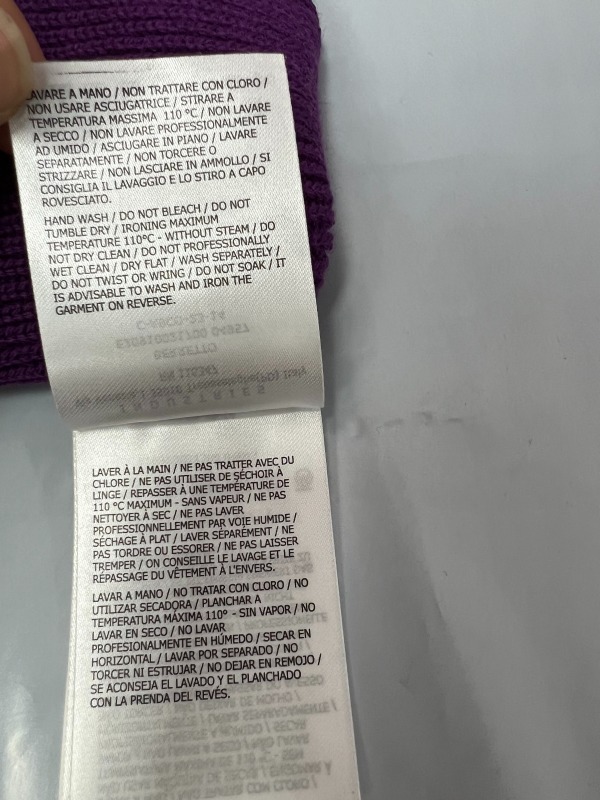 LAVARE A MANO / NON TRATTARE CON CLORO /
NON USARE ASCIUGATRICE / STIRARE A
TEMPERATURA MASSIMA 110 °C / NON LAVARE
A SECCO / NON LAVARE PROFESSIONALMENTE
AD UMIDO / ASCIUGARE IN PIANO / LAVARE
SEPARATAMENTE / NON TORCERE O
STRIZZARE / NON LASCIARE IN AMMOLLO / SI
CONSIGLIA IL LAVAGGIO E LO STIRO A CAPO
ROVESCIATO.
HAND WASH / DO NOT BLEACH / DO NOT
TUMBLE DRY / IRONING MAXIMUM
TEMPERATURE 110°C - WITHOUT STEAM / DO
NOT DRY CLEAN / DO NOT PROFESSIONALLY
WET CLEAN / DRY FLAT / WASH SEPARATELY /
DO NOT TWIST OR WRING / DO NOT SOAK / IT
IS ADVISABLE TO WASH AND IRON THE
GARMENT ON REVERSE.
BERRETTO
INDUSTRIES
LAVER À LA MAIN / NE PAS TRAITER AVEC DU
CHLORE / NE PAS UTILISER DE SÉCHOIR À
LINGE / REPASSER À UNE TEMPÉRATURE DE
110 °C MAXIMUM - SANS VAPEUR / NE PAS
NETTOYER À SEC / NE PAS LAVER
PROFESSIONNELLEMENT PAR VOIE HUMIDE /
SÉCHAGE À PLAT / LAVER SÉPARÉMENT / NE
PAS TORDRE OU ESSORER / NE PAS LAISSER
TREMPER / ON CONSEILLE LE LAVAGE ET LE
RÉPASSAGE DU VÊTEMENT À L'ENVERS.
LAVAR A MANO / NO TRATAR CON CLORO / NO
UTILIZAR SECADORA / PLANCHAR A
TEMPERATURA MÁXIMA 110º - SIN VAPOR / NO
LAVAR EN SECO / NO LAVAR
PROFESIONALMENTE EN HÚMEDO / SECAR EN
HORIZONTAL / LAVAR POR SEPARADO / NO
TORCER NI ESTRUJAR / NO DEJAR EN REMOJO /
SE ACONSEJA EL LAVADO Y EL PLANCHADO
CON LA PRENDA DEL REVÉS.